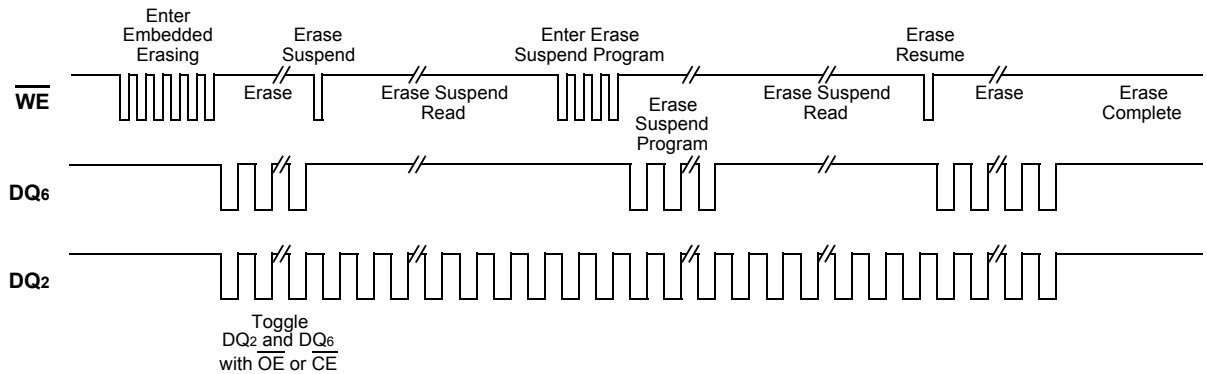 Enter
Embedded
Erasing
Erase
Suspend
Enter Erase
Suspend Program
Erase
Resume
WE
Erase
Erase Suspend
Read
Erase
Suspend
Program
Erase Suspend
Read
Erase
Erase
Complete
DQ6
DQ2
Toggle
DQ2 and DQ6
with OE or CE